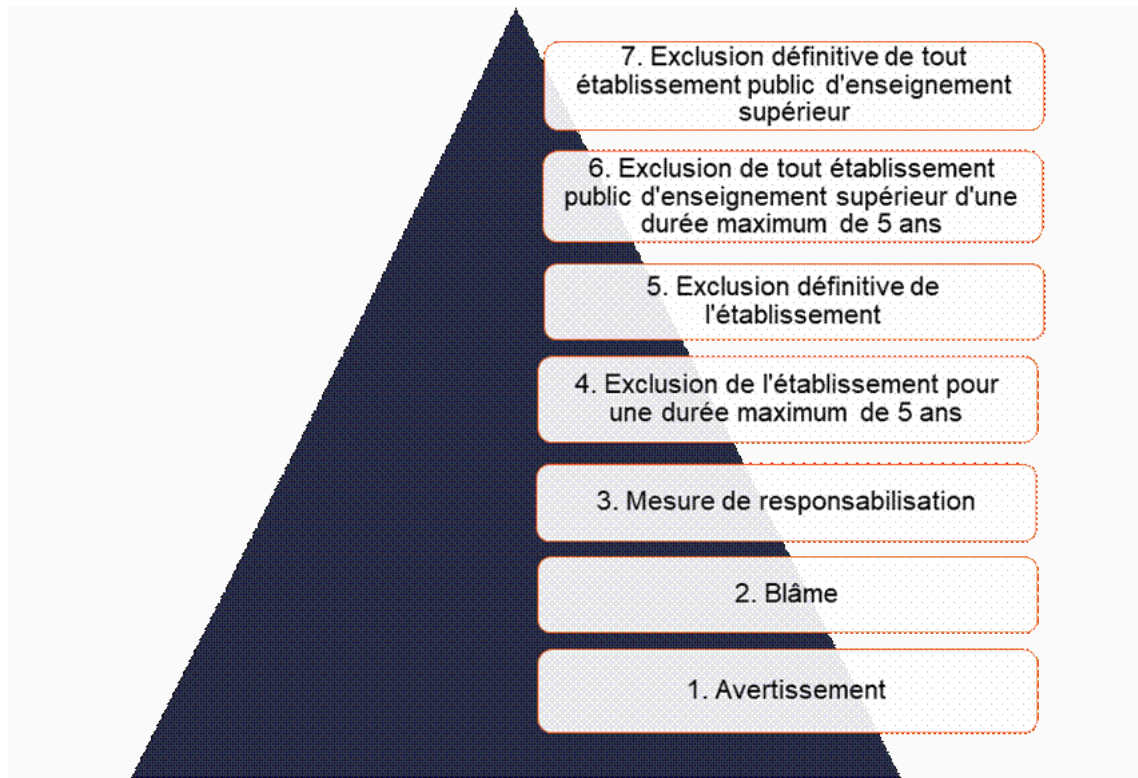 7. Exclusion définitive de tout
établissement public d'enseignement
supérieur
6. Exclusion de tout établissement
public d'enseignement supérieur d'une
durée maximum de 5 ans
5. Exclusion définitive de
l'établissement
4. Exclusion de l'établissement pour
une durée maximum de 5 ans
3. Mesure de responsabilisation
2. Blâme
1. Avertissement